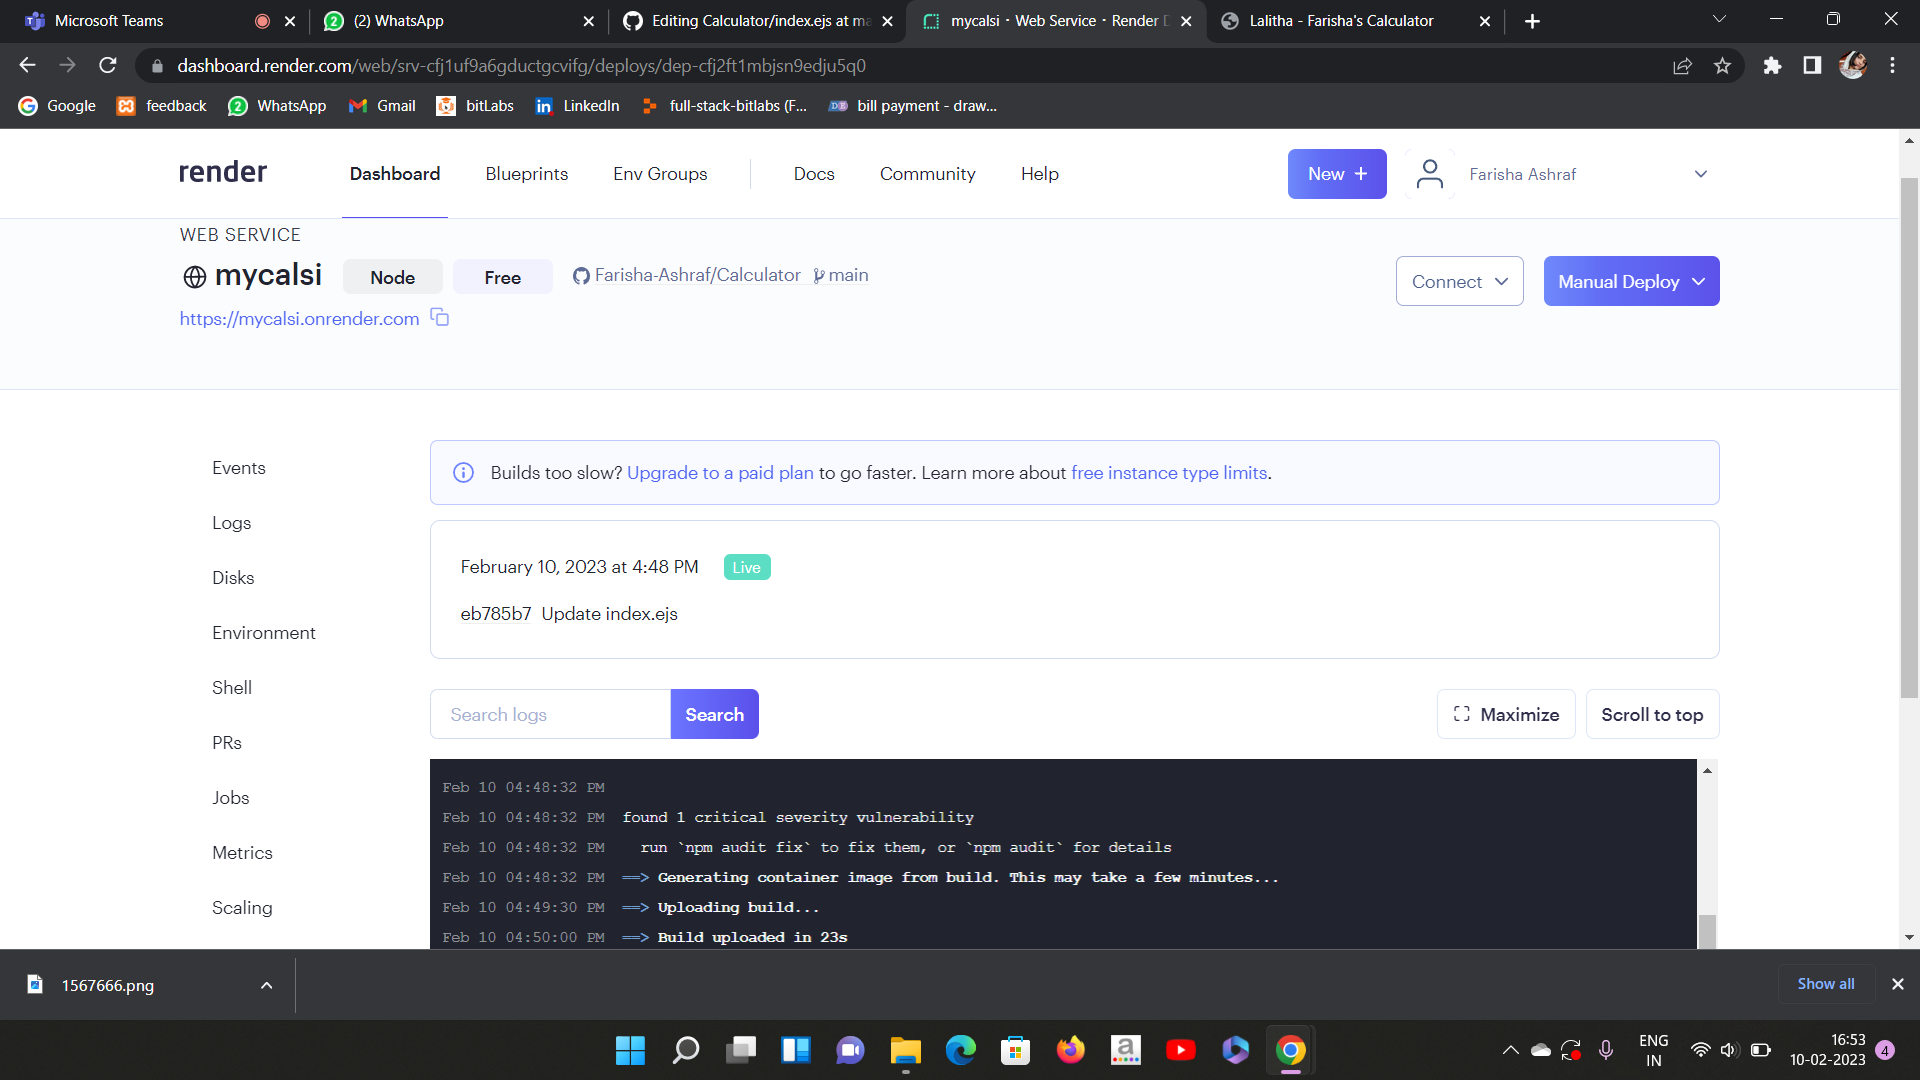 Microsoft Teams
(2) WhatsApp
Editing Calculator/index.ejs at ma
mycalsi · Web Service · Render D
Lalitha - Farisha's Calculator
dashboard.render.com/web/srv-cfj1uf9a6gductgcvifg/deploys/dep-cfj2ft1mbjsn9edju5q0
Google
feedback
2
WhatsApp
Gmail
bitLabs
LinkedIn
full-stack-bitlabs (F...
bill payment - draw...
render
Dashboard
Blueprints
Env Groups
Docs
Community
Help
New +
Farisha Ashraf
WEB SERVICE
mycalsi
Node
Free
Farisha-Ashraf/Calculator
main
Connect
Manual Deploy
https://mycalsi.onrender.com
Events
Logs
Disks
Environment
Shell
PRs
Jobs
Metrics
Scaling
Builds too slow? Upgrade to a paid plan to go faster. Learn more about free instance type limits.
February 10, 2023 at 4:48 PM
Live
eb785b7 Update index.ejs
Search logs
Search
Maximize
Scroll to top
Feb 10 04:48:32 PM
Feb 10 04:48:32 PM found 1 critical severity vulnerability
Feb 10 04:48:32 PM run `npm audit fix` to fix them, or `npm audit` for details
Feb 10 04:48:32 PM ==> Generating container image from build. This may take a few minutes...
Feb 10 04:49:30 PM ==> Uploading build...
Feb 10 04:50:00 PM ==> Build uploaded in 23s
1567666.png
Show all
ENG
IN
16:53
10-02-2023
4